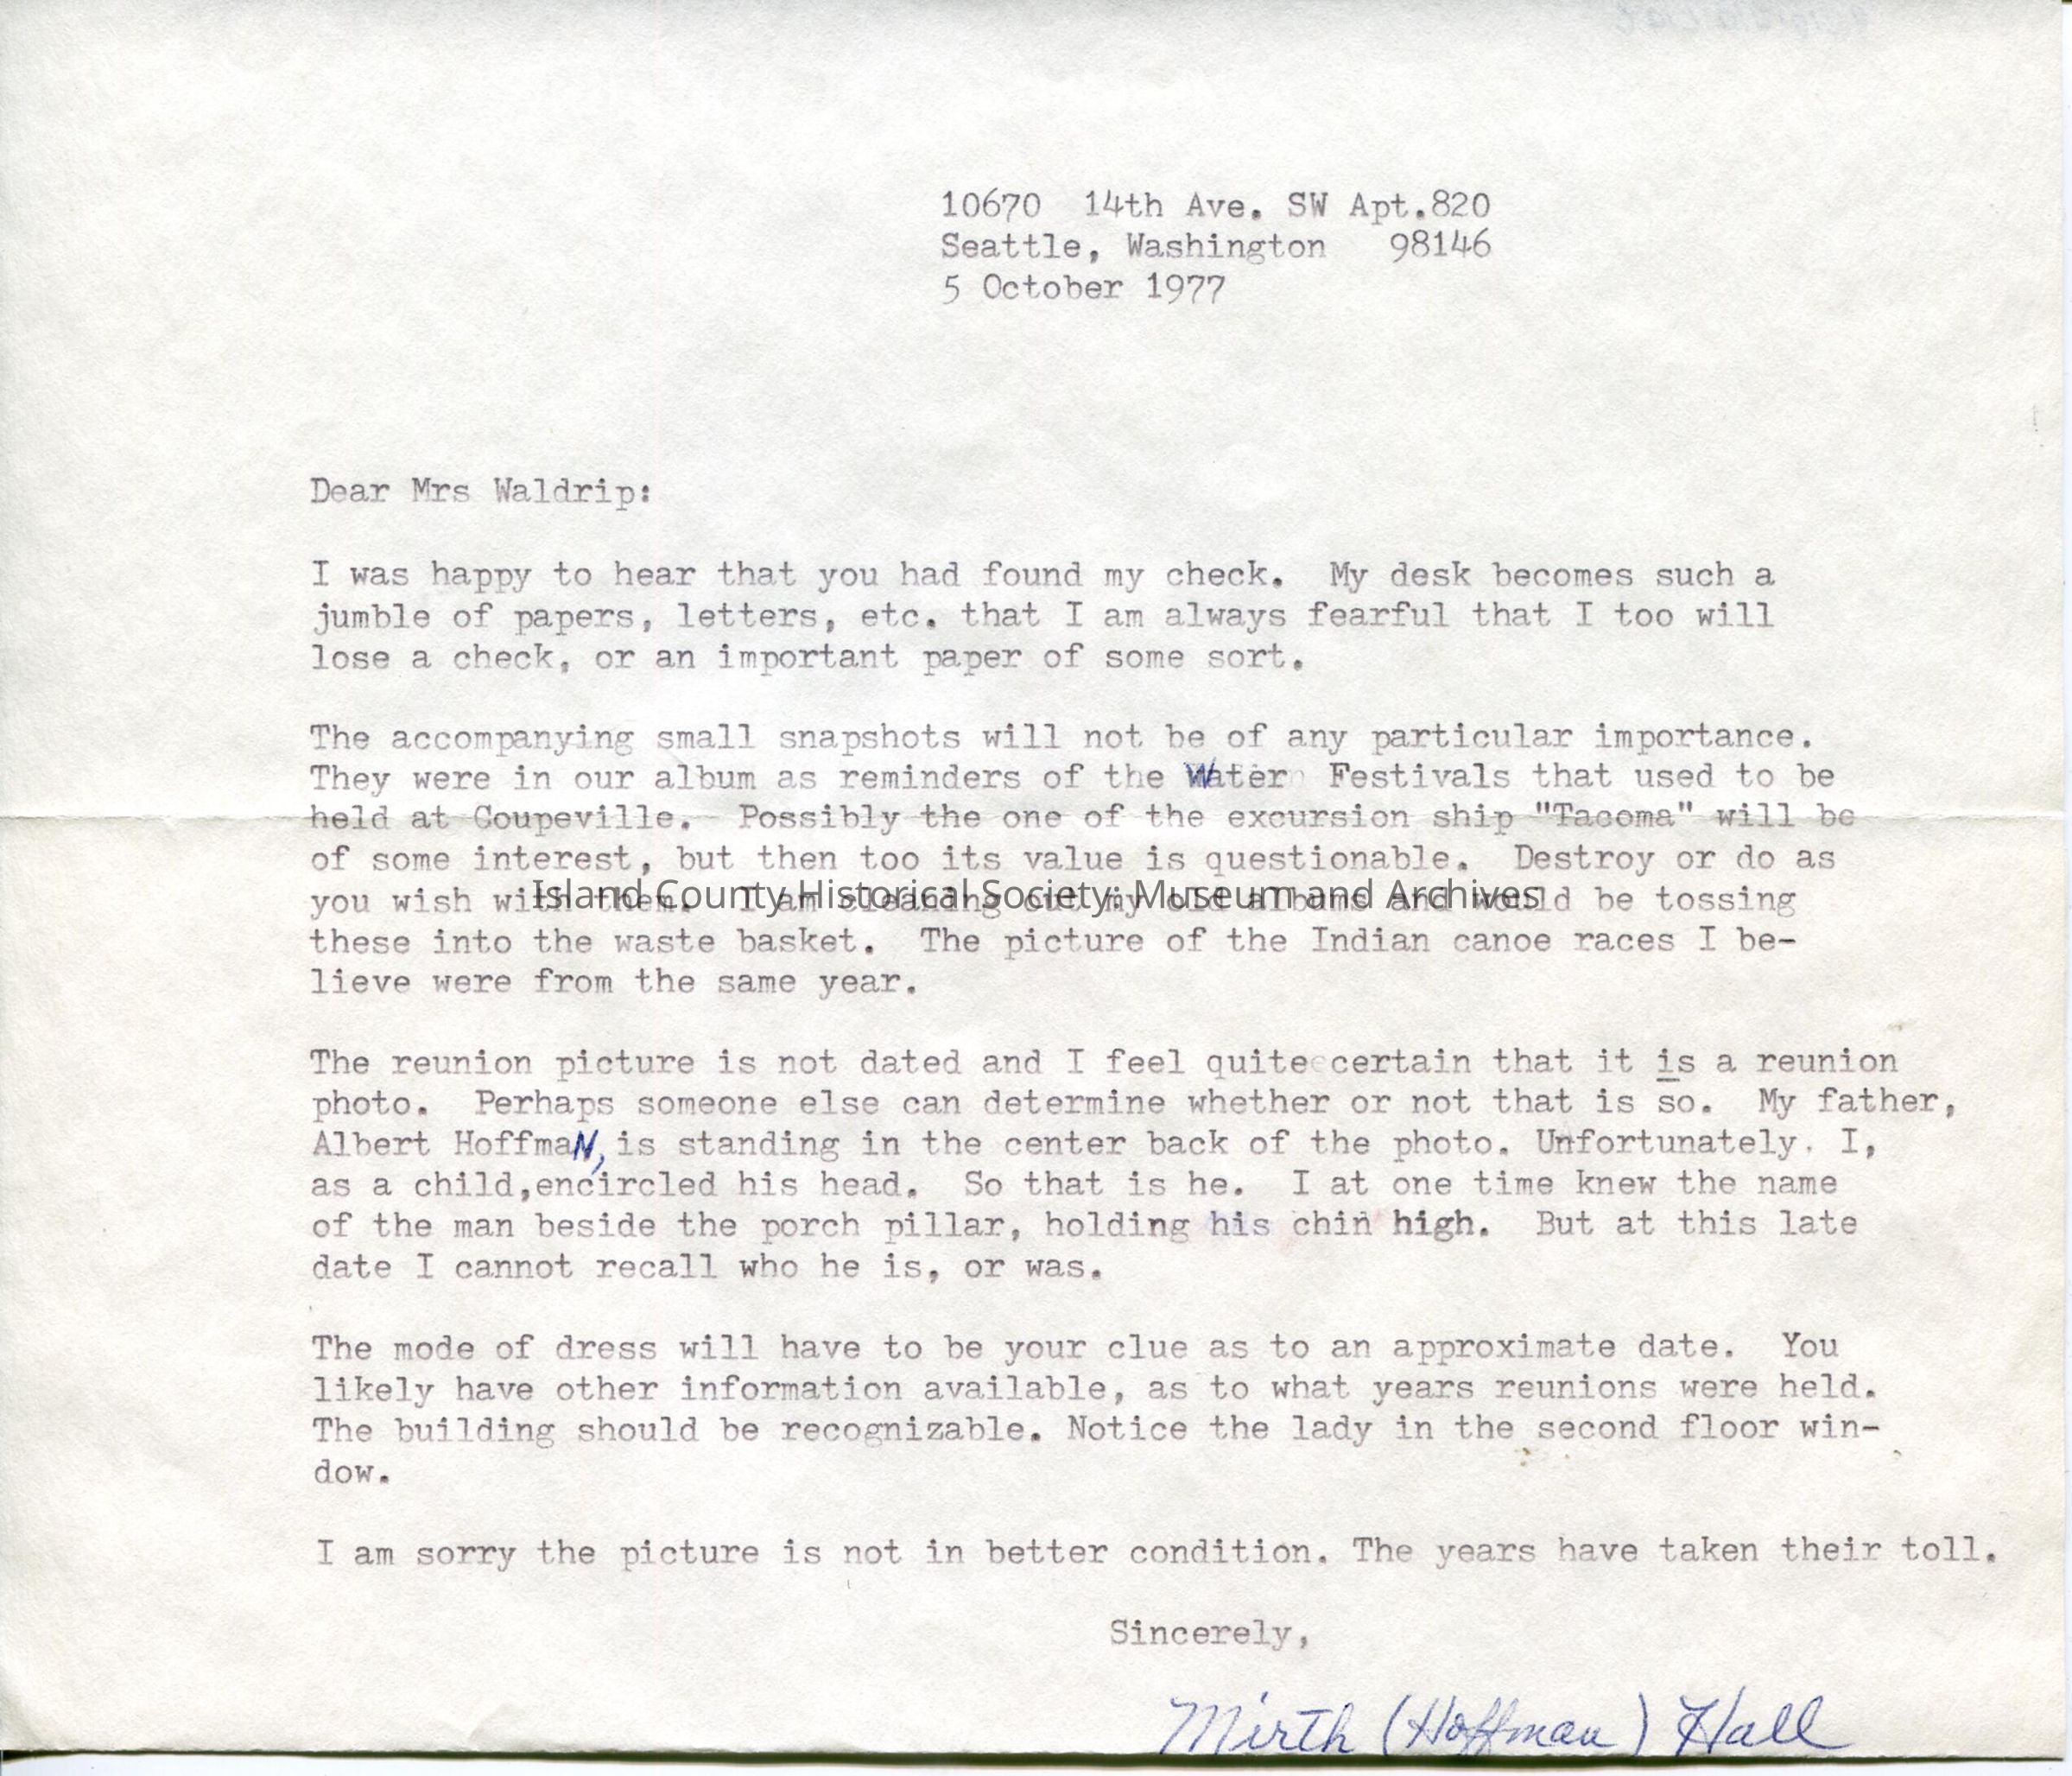 10670  14th Ave. SW Apt.820
Seattle, Washington   98146
5 October 1977
Dear Mrs Waldrip:
I was happy to hear that you had found my check.  My desk becomes such a
jumble of papers, letters, etc. that I am always fearful that I too will
lose a check, or an important paper of some sort.
The accompanying small snapshots will not be of any particular importance.
They were in our album as reminders of the Water  Festivals that used to be
held at Coupeville.  Possibly the one of the excursion ship "Tacoma" will be
of some interest, but then too its value is questionable.  Destroy or do as
you wish with them.  I am cleaning out my old albums and would be tossing
Island County Historical Society: Museum and Archives
these into the waste basket.  The picture of the Indian canoe races I be-
lieve were from the same year.
The reunion picture is not dated and I feel quite certain that it is a reunion
photo.  Perhaps someone else can determine whether or not that is so.  My father,
Albert HoffmaN, is standing in the center back of the photo. Unfortunately, I,
as a child,encircled his head.  So that is he.  I at one time knew the name
of the man beside the porch pillar, holding his chin high.  But at this late
date I cannot recall who he is, or was.
The mode of dress will have to be your clue as to an approximate date.  You
likely have other information available, as to what years reunions were held.
The building should be recognizable. Notice the lady in the second floor win-
dow.
I am sorry the picture is not in better condition. The years have taken their toll.
Sincerely,
Mirth (Hoffman) Hall